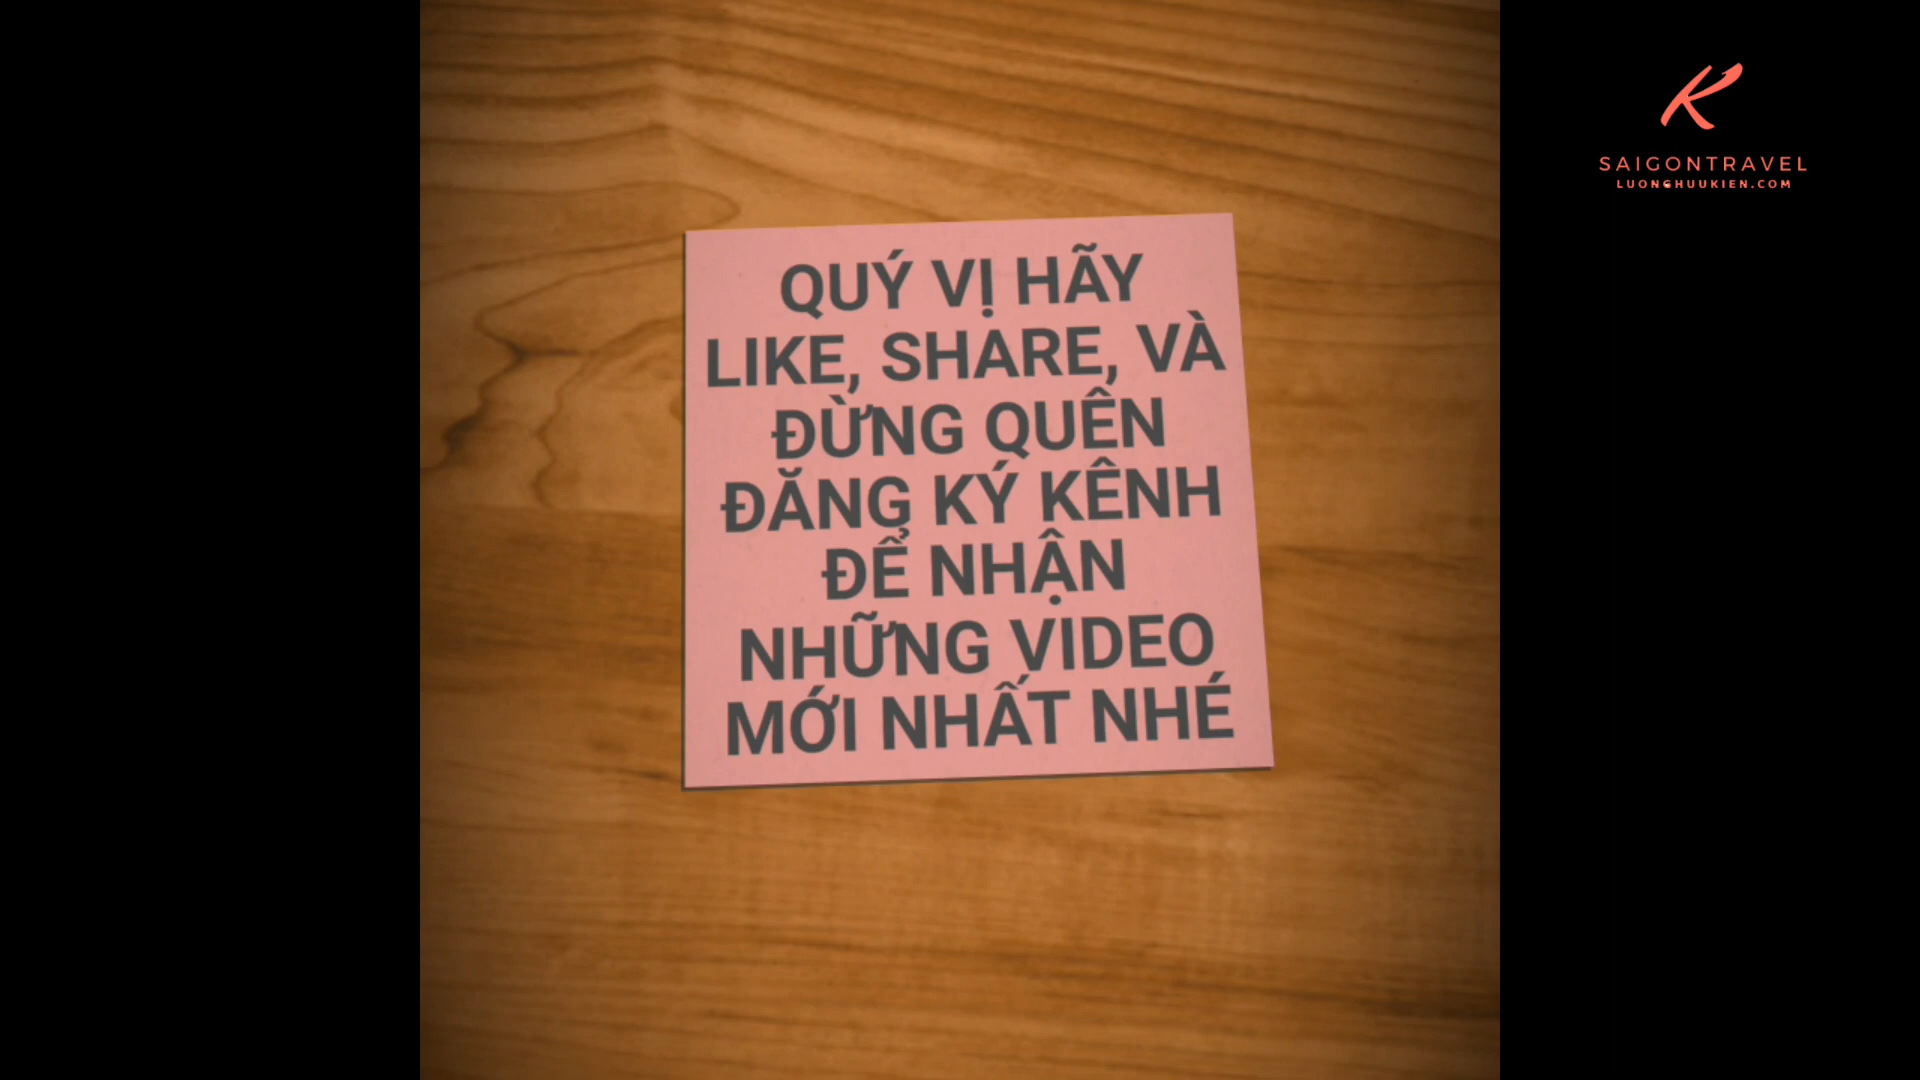 QUÝ VỊ HÃY
LIKE, SHARE, VÀ
ĐỪNG QUÊN
ĐĂNG KÝ KÊNH
ĐỂ NHẬN
NHỮNG VIDEO
MỚI NHẤT NHÉ
K
SAIGONTRAVEL
LUONGHUUKIEN.COM